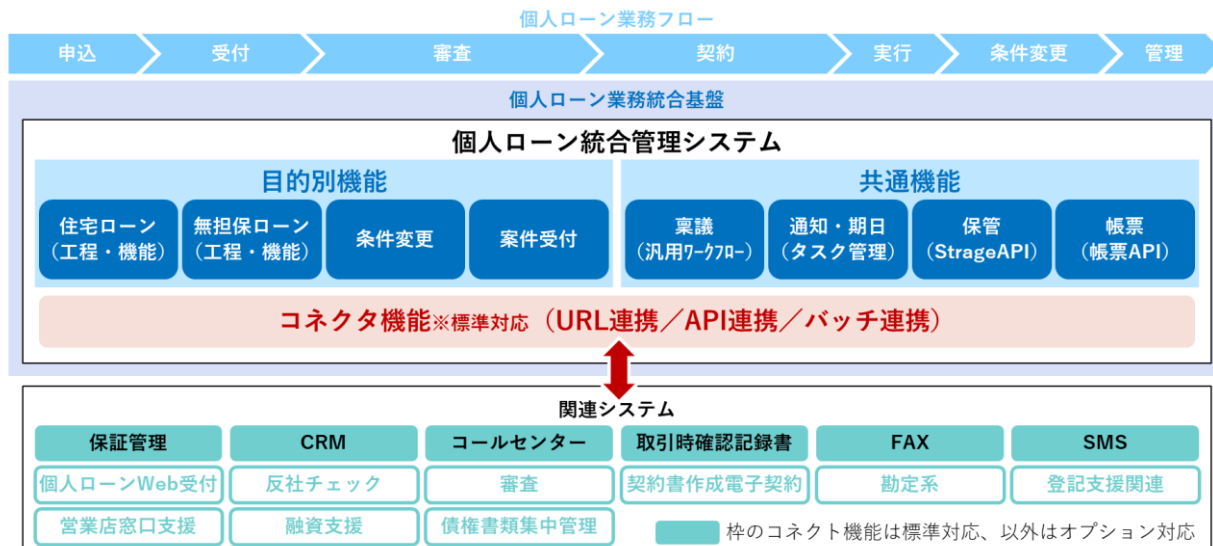 個人ローン業務フロー
申込 受付 審査 契約 実行 条件変更 管理
個人ローン業務統合基盤
個人ローン統合管理システム
目的別機能
共通機能
住宅ローン
（工程・機能）
無担保ローン
（工程・機能）
条件変更
案件受付
稟議
（汎用ﾜｰｸﾌﾛｰ）
通知・期日
（タスク管理）
保管
（StrageAPI）
帳票
（帳票API）
コネクタ機能※標準対応（URL連携／API連携／バッチ連携）
関連システム
保証管理 CRM コールセンター 取引時確認記録書 FAX SMS
個人ローンWeb受付 反社チェック 審査 契約書作成電子契約 勘定系 登記支援関連
営業店窓口支援 融資支援 債権書類集中管理
枠のコネクト機能は標準対応、以外はオプション対応